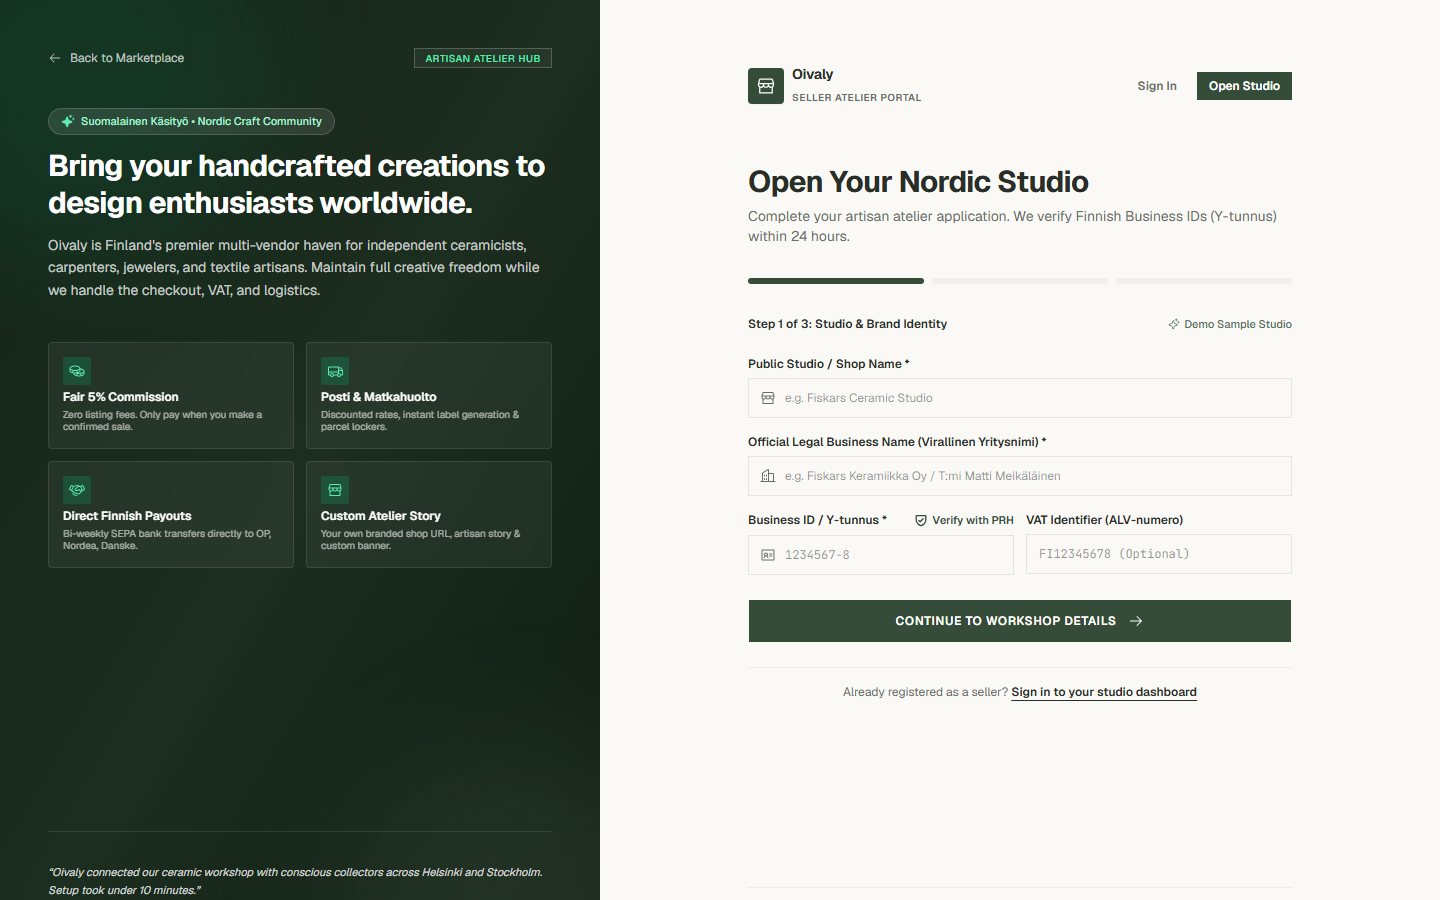 Back to Marketplace
ARTISAN ATELIER HUB
Suomalainen Käsityö • Nordic Craft Community
Bring your handcrafted creations to
design enthusiasts worldwide.
Oivaly is Finland's premier multi-vendor haven for independent ceramicists,
carpenters, jewelers, and textile artisans. Maintain full creative freedom while
we handle the checkout, VAT, and logistics.
Fair 5% Commission
Zero listing fees. Only pay when you make a
confirmed sale.
Posti & Matkahuolto
Discounted rates, instant label generation &
parcel lockers.
Direct Finnish Payouts
Bi-weekly SEPA bank transfers directly to OP,
Nordea, Danske.
Custom Atelier Story
Your own branded shop URL, artisan story &
custom banner.
"Oivaly connected our ceramic workshop with conscious collectors across Helsinki and Stockholm.
Setup took under 10 minutes."
Oivaly
SELLER ATELIER PORTAL
Sign In
Open Studio
Open Your Nordic Studio
Complete your artisan atelier application. We verify Finnish Business IDs (Y-tunnus)
within 24 hours.
Step 1 of 3: Studio & Brand Identity
Demo Sample Studio
Public Studio / Shop Name *
e.g. Fiskars Ceramic Studio
Official Legal Business Name (Virallinen Yritysnimi) *
e.g. Fiskars Keramiikka Oy / T:mi Matti Meikäläinen
Business ID / Y-tunnus *
Verify with PRH
VAT Identifier (ALV-numero)
1234567-8
FI12345678 (Optional)
CONTINUE TO WORKSHOP DETAILS
Already registered as a seller? Sign in to your studio dashboard